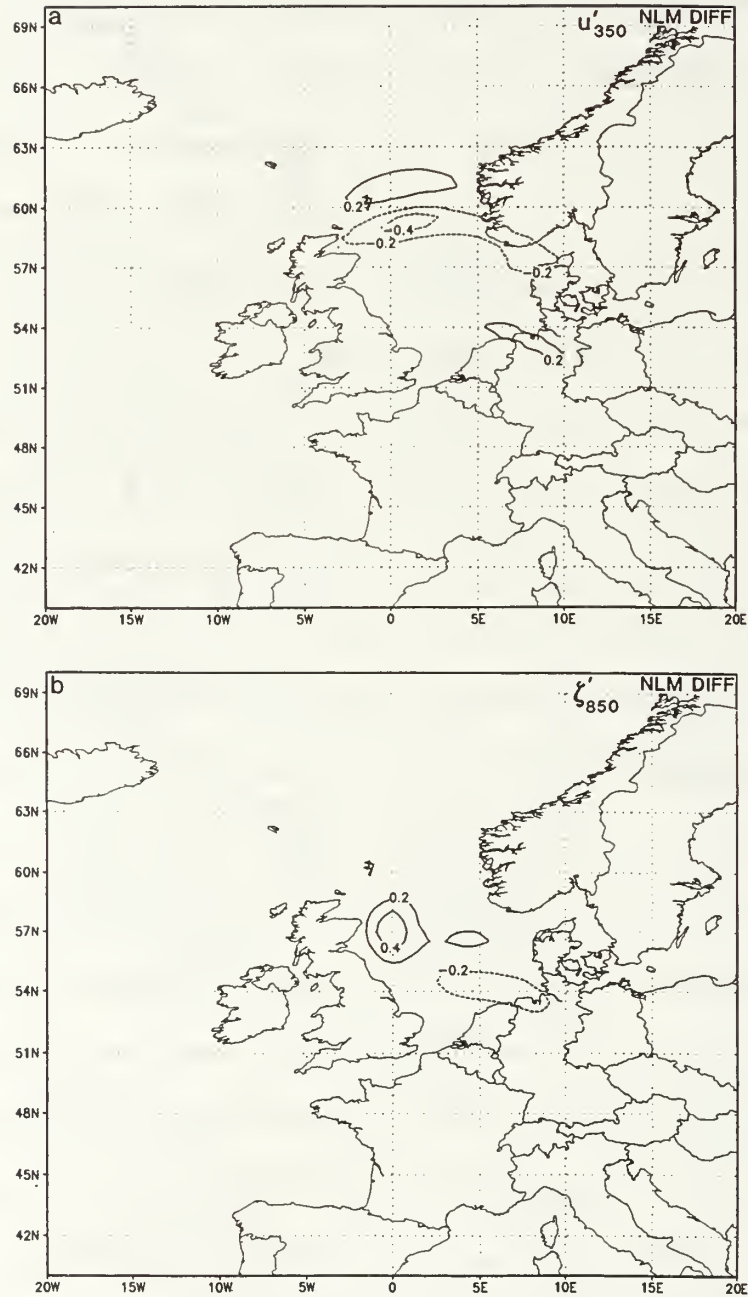 a
u′350 NLM DIFF
69N
66N
63N
60N
57N
54N
51N
48N
45N
42N
0.2
-0.4
-0.2
-0.2
0.2
20W 15W 10W 5W 0 5E 10E 15E 20E
b
ζ′850 NLM DIFF
69N
66N
63N
60N
57N
54N
51N
48N
45N
42N
0.2
0.4
-0.2
20W 15W 10W 5W 0 5E 10E 15E 20E